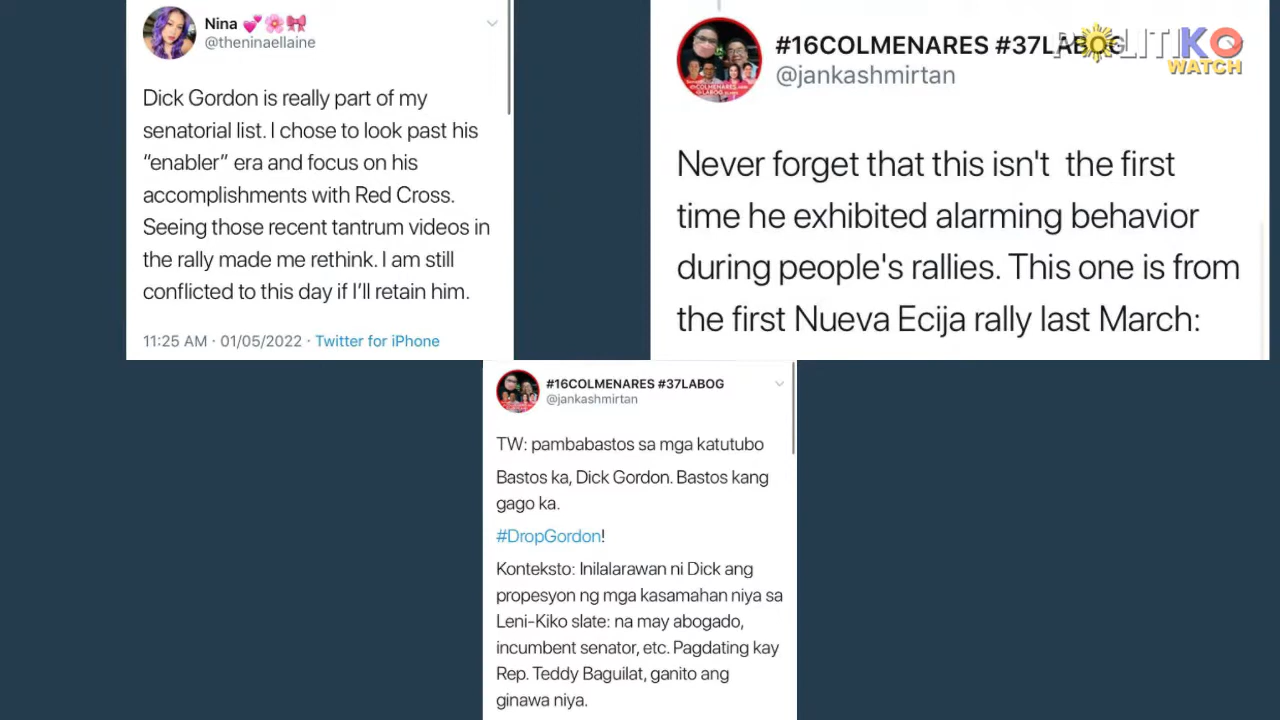 Nina 💕🌸🎀
@theninaellaine
Dick Gordon is really part of my
senatorial list. I chose to look past his
“enabler” era and focus on his
accomplishments with Red Cross.
Seeing those recent tantrum videos in
the rally made me rethink. I am still
conflicted to this day if I’ll retain him.
11:25 AM · 01/05/2022 · Twitter for iPhone
#16COLMENARES #37LABOG
@jankashmirtan
POLITIKO
WATCH
Never forget that this isn't  the first
time he exhibited alarming behavior
during people's rallies. This one is from
the first Nueva Ecija rally last March:
#16COLMENARES #37LABOG
@jankashmirtan
TW: pambabastos sa mga katutubo
Bastos ka, Dick Gordon. Bastos kang
gago ka.
#DropGordon!
Konteksto: Inilalarawan ni Dick ang
propesyon ng mga kasamahan niya sa
Leni-Kiko slate: na may abogado,
incumbent senator, etc. Pagdating kay
Rep. Teddy Baguilat, ganito ang
ginawa niya.